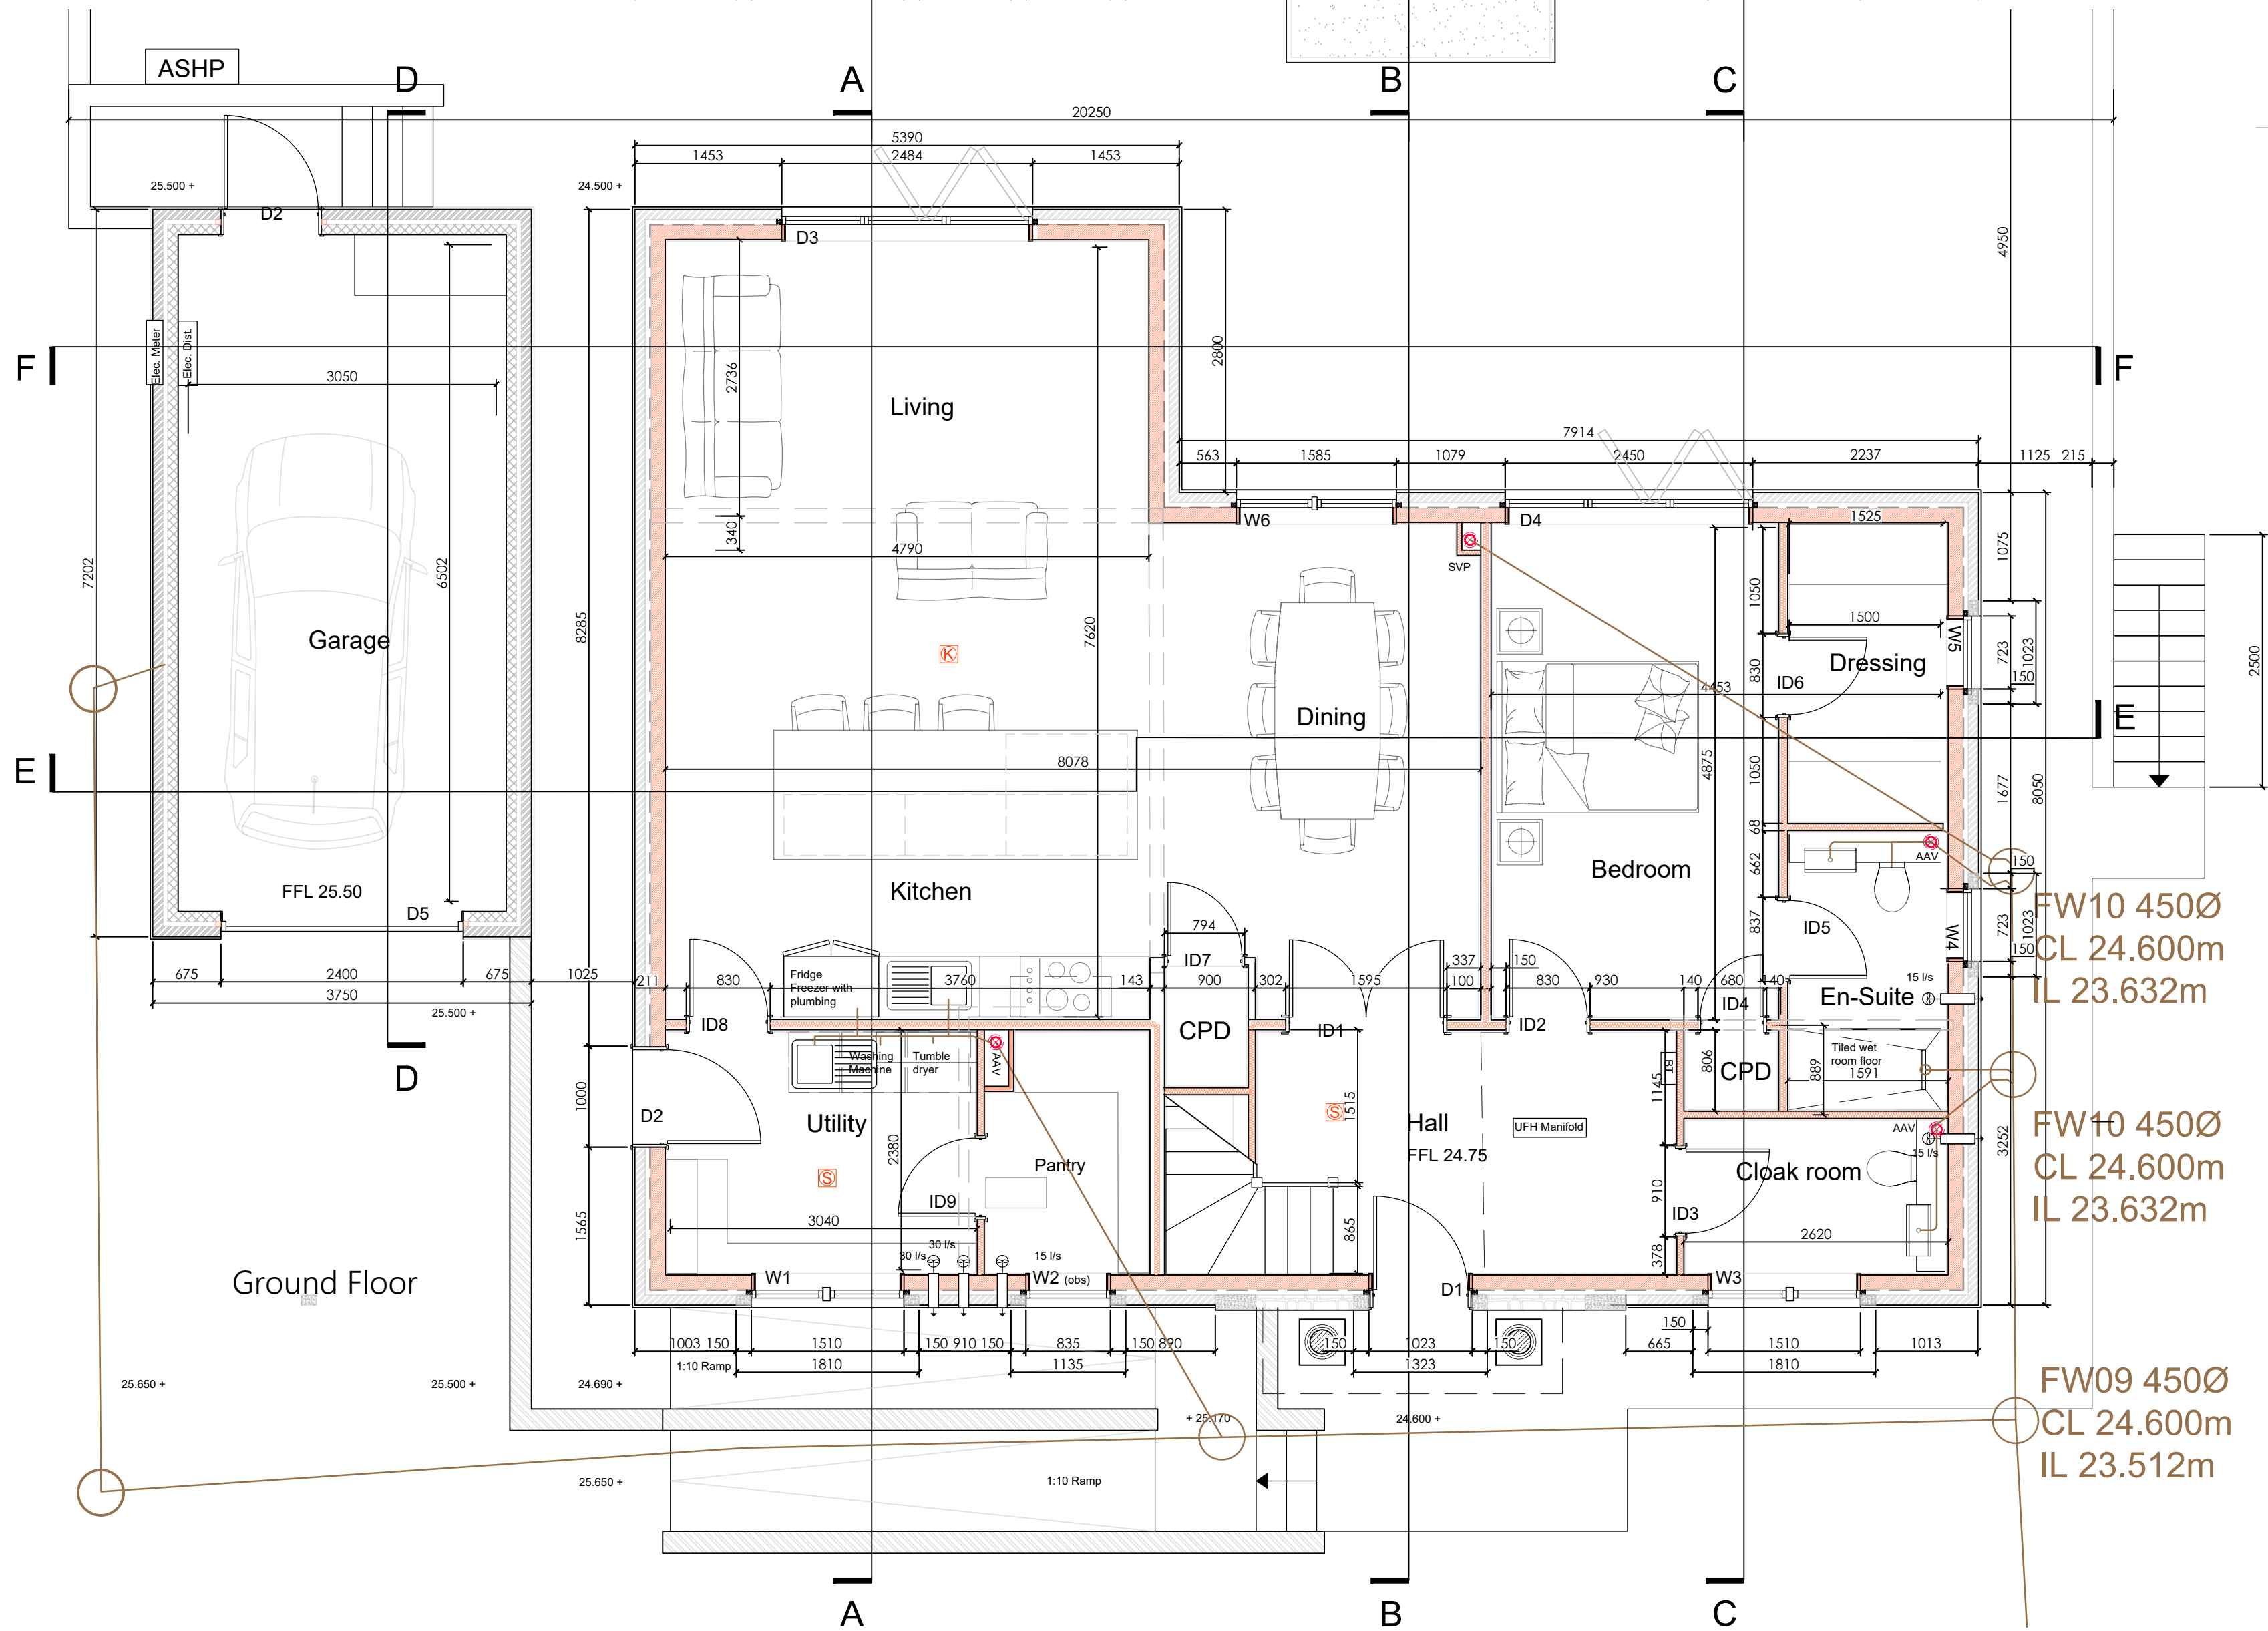 ASHP
D
A
B
C
20250
5390
1453
2484
1453
25.500 +
24.500 +
D2
D3
4950
Elec. Meter
Elec. Dist.
F
F
3050
2736
2800
Living
7914
563
1585
1079
2450
2237
1125
215
W6
D4
1525
340
4790
SVP
1075
7202
6502
8285
7620
1050
1500
W5
723
1023
150
Garage
K
Dressing
830
ID6
4453
2500
Dining
E
E
8078
4875
1050
1677
8050
68
662
AAV
150
Bedroom
FFL 25.50
Kitchen
D5
794
837
ID5
W4
723
1023
150
FW10 450Ø
CL 24.600m
IL 23.632m
ID7
337
150
675
2400
675
1025
211
830
Fridge
Freezer with
plumbing
3760
143
900
302
1595
100
830
930
140
680
140
15 l/s
En-Suite
3750
25.500 +
ID8
CPD
ID1
ID2
ID4
Washing
Machine
Tumble
dryer
AAV
BT
806
CPD
889
Tiled wet
room floor
1591
D
1000
D2
Utility
2380
S
1515
Hall
FFL 24.75
UFH Manifold
1145
AAV
15 l/s
3252
FW10 450Ø
CL 24.600m
IL 23.632m
Pantry
S
ID9
Cloak room
910
ID3
1565
3040
865
378
2620
30 l/s
30 l/s
15 l/s
W1
W2 (obs)
D1
W3
Ground Floor
1003
150
1510
150
910
150
835
150
890
150
1023
150
150
665
1510
1013
1:10 Ramp
1810
1135
1323
1810
25.650 +
25.500 +
24.690 +
+ 25.170
24.600 +
FW09 450Ø
CL 24.600m
IL 23.512m
25.650 +
1:10 Ramp
A
B
C